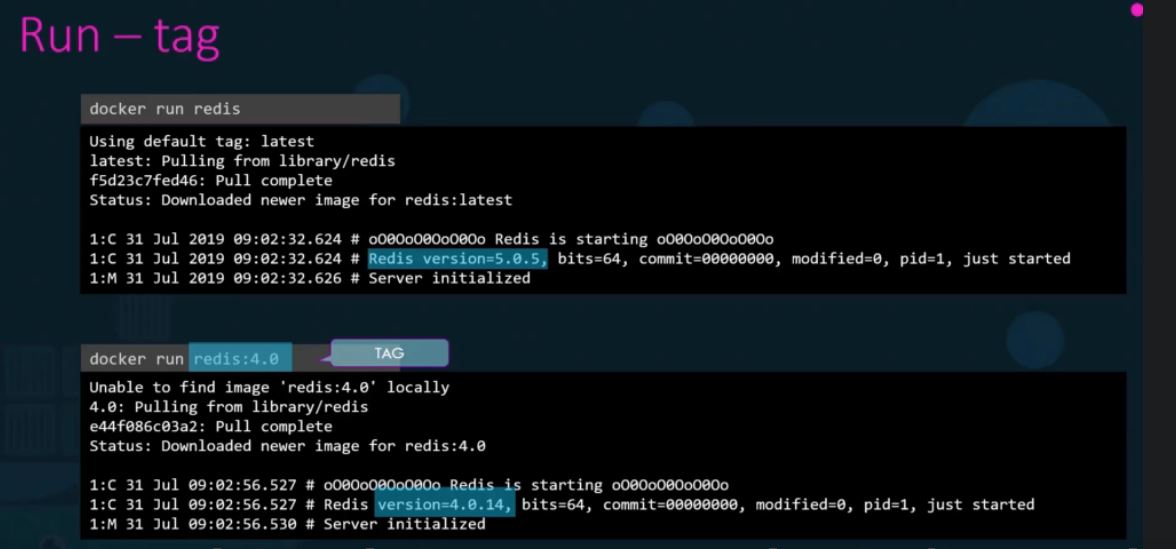 Run – tag
docker run redis
Using default tag: latest
latest: Pulling from library/redis
f5d23c7fed46: Pull complete
Status: Downloaded newer image for redis:latest
1:C 31 Jul 2019 09:02:32.624 # oO0OoO0OoO0Oo Redis is starting oO0OoO0OoO0Oo
1:C 31 Jul 2019 09:02:32.624 # Redis version=5.0.5, bits=64, commit=00000000, modified=0, pid=1, just started
1:M 31 Jul 2019 09:02:32.626 # Server initialized
docker run redis:4.0
TAG
Unable to find image 'redis:4.0' locally
4.0: Pulling from library/redis
e44f086c03a2: Pull complete
Status: Downloaded newer image for redis:4.0
1:C 31 Jul 09:02:56.527 # oO0OoO0OoO0Oo Redis is starting oO0OoO0OoO0Oo
1:C 31 Jul 09:02:56.527 # Redis version=4.0.14, bits=64, commit=00000000, modified=0, pid=1, just started
1:M 31 Jul 09:02:56.530 # Server initialized